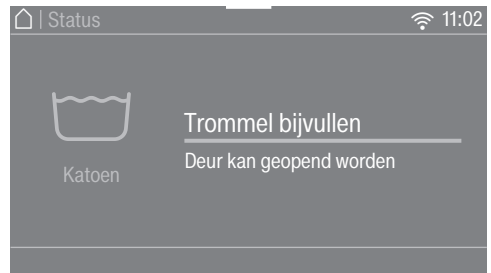 | Status 11:02
Trommel bijvullen
Deur kan geopend worden
Katoen